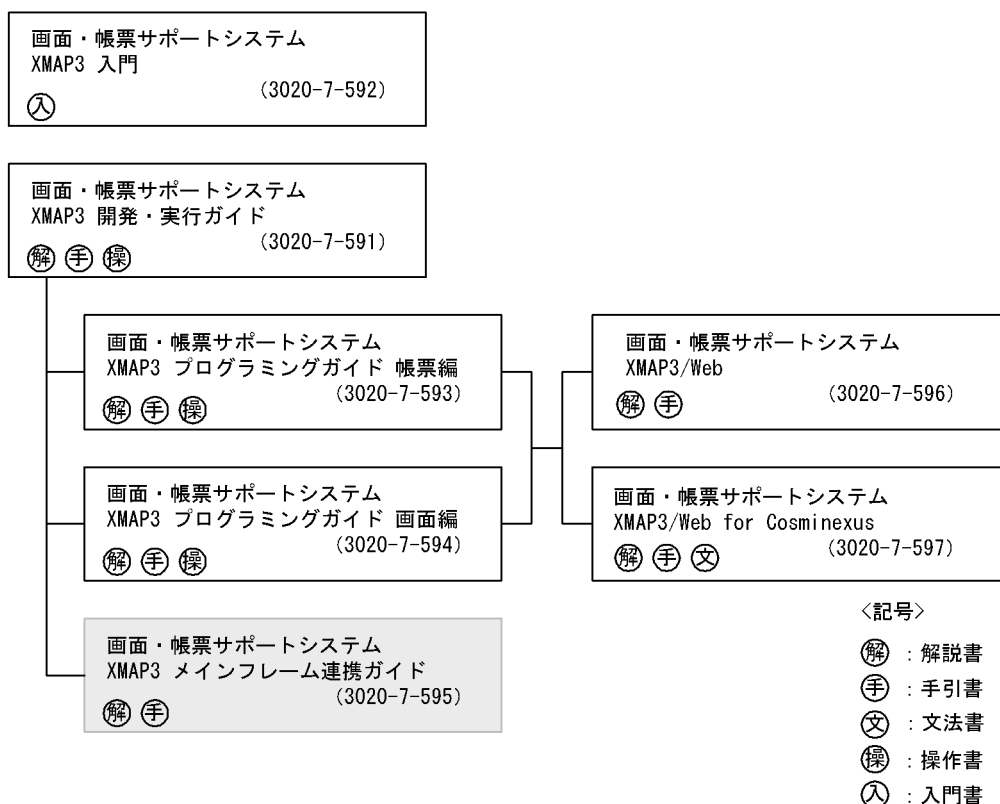 画面・帳票サポートシステム
XMAP3 入門
(3020-7-592)
入
画面・帳票サポートシステム
XMAP3 開発・実行ガイド
(3020-7-591)
解 手 操
画面・帳票サポートシステム
XMAP3 プログラミングガイド 帳票編
(3020-7-593)
解 手 操
画面・帳票サポートシステム
XMAP3/Web
(3020-7-596)
解 手
画面・帳票サポートシステム
XMAP3 プログラミングガイド 画面編
(3020-7-594)
解 手 操
画面・帳票サポートシステム
XMAP3/Web for Cosminexus
(3020-7-597)
解 手 文
画面・帳票サポートシステム
XMAP3 メインフレーム連携ガイド
(3020-7-595)
解 手
〈記号〉
解 : 解説書
手 : 手引書
文 : 文法書
操 : 操作書
入 : 入門書